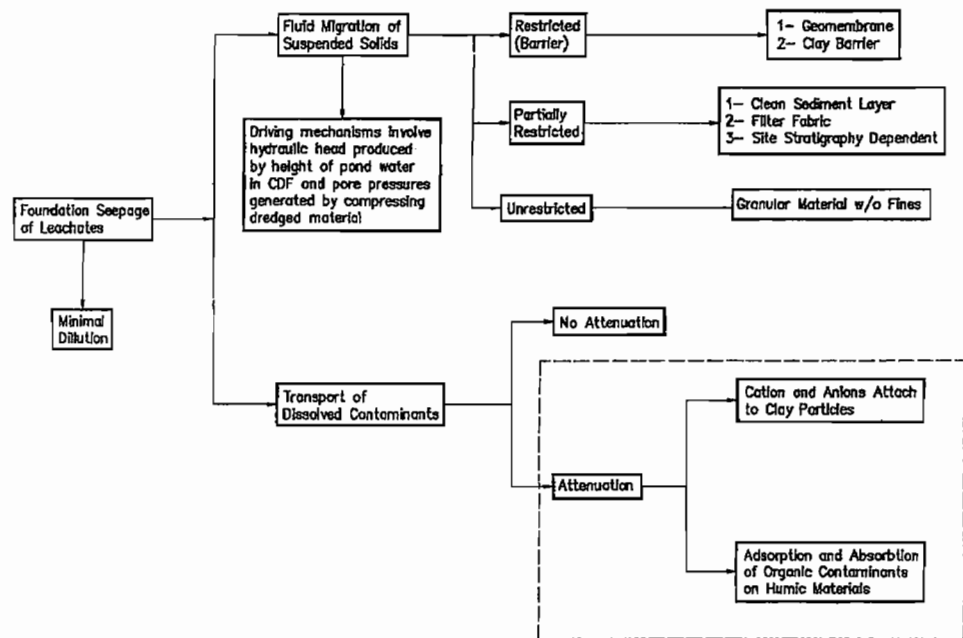 Fluid Migration of
Suspended Solids
Restricted
(Barrier)
1- Geomembrane
2- Clay Barrier
Partially
Restricted
1- Clean Sediment Layer
2- Filter Fabric
3- Site Stratigraphy Dependent
Driving mechanisms involve
hydraulic head produced
by height of pond water
in CDF and pore pressures
generated by compressing
dredged material
Unrestricted
Granular Material w/o Fines
Foundation Seepage
of Leachates
Minimal
Dilution
No Attenuation
Transport of
Dissolved Contaminants
Cation and Anions Attach
to Clay Particles
Attenuation
Adsorption and Absorbtion
of Organic Contaminants
on Humic Materials